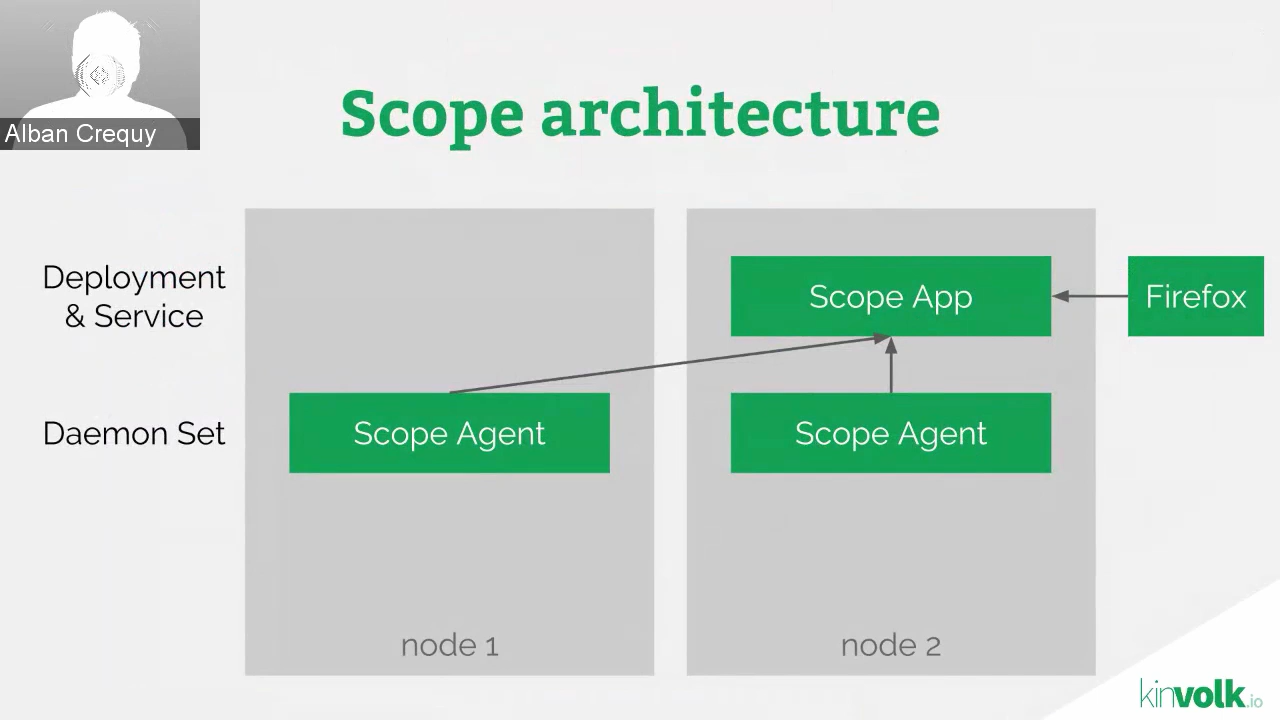 Alban Crequy
Scope architecture
Deployment
& Service
Scope App
Firefox
Daemon Set
Scope Agent
Scope Agent
node 1
node 2
kinvolk.io